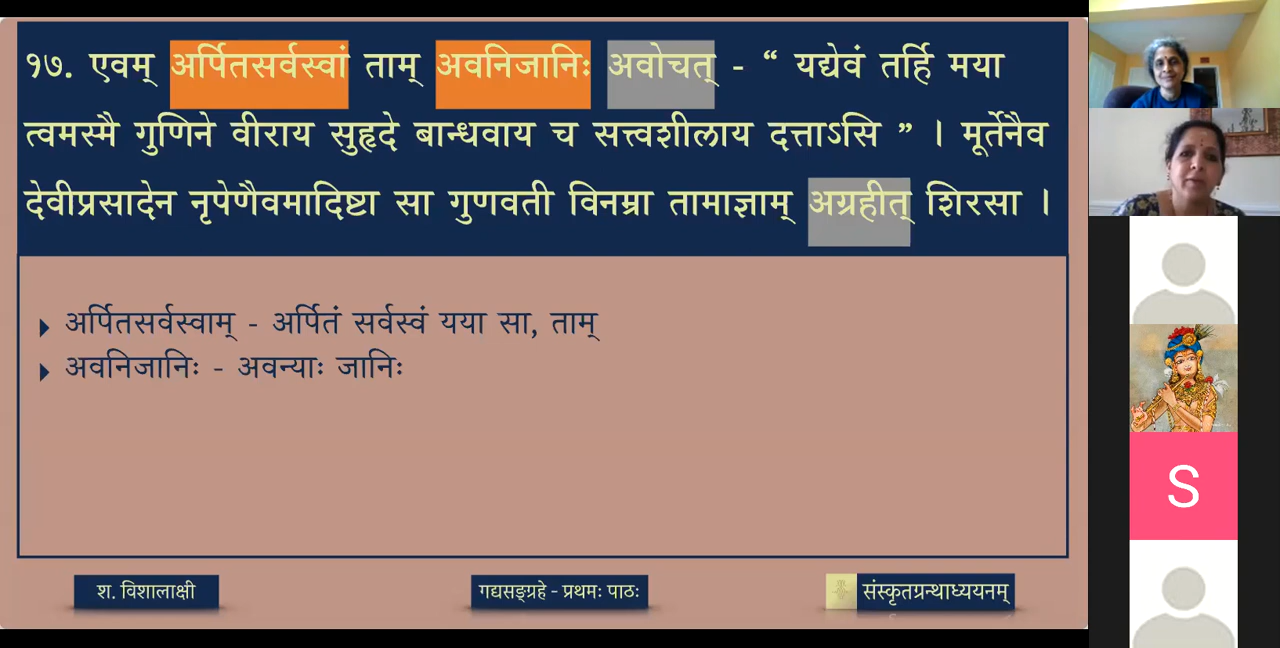 १७. एवम् अर्पितसर्वस्वां ताम् अवनिजानिः अवोचत् - “ यद्येवं तर्हि मया
त्वमस्मै गुणिने वीराय सुहृदे बान्धवाय च सत्त्वशीलाय दत्ताऽसि ” । मूर्तेनैव
देवीप्रसादेन नृपेणैवमादिष्टा सा गुणवती विनम्रा तामाज्ञाम् अग्रहीत् शिरसा ।
अर्पितसर्वस्वाम् - अर्पितं सर्वस्वं यया सा, ताम्
अवनिजानिः - अवन्याः जानिः
श. विशालाक्षी
गद्यसङ्ग्रहे - प्रथमः पाठः
संस्कृतग्रन्थाध्ययनम्
S